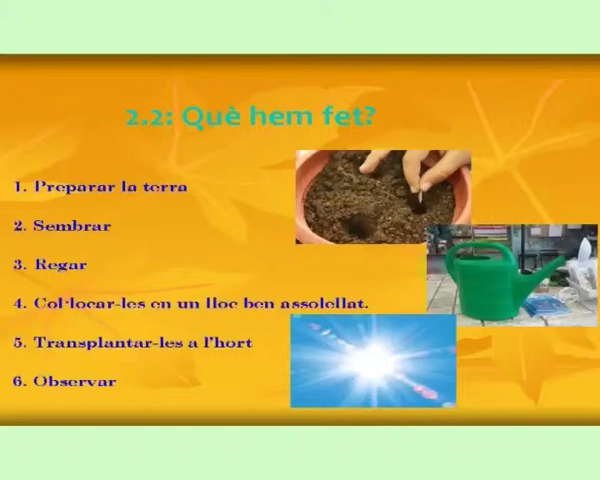 2.2: Què hem fet?
1. Preparar la terra
2. Sembrar
3. Regar
4. Col·locar-les en un lloc ben assolellat.
5. Transplantar-les a l'hort
6. Observar